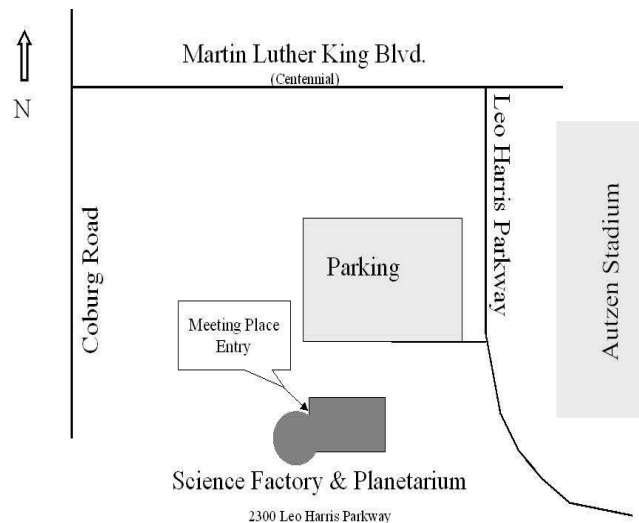 Martin Luther King Blvd.
(Centennial)
N
Leo Harris Parkway
Coburg Road
Parking
Autzen Stadium
Meeting Place
Entry
Science Factory & Planetarium
2300 Leo Harris Parkway